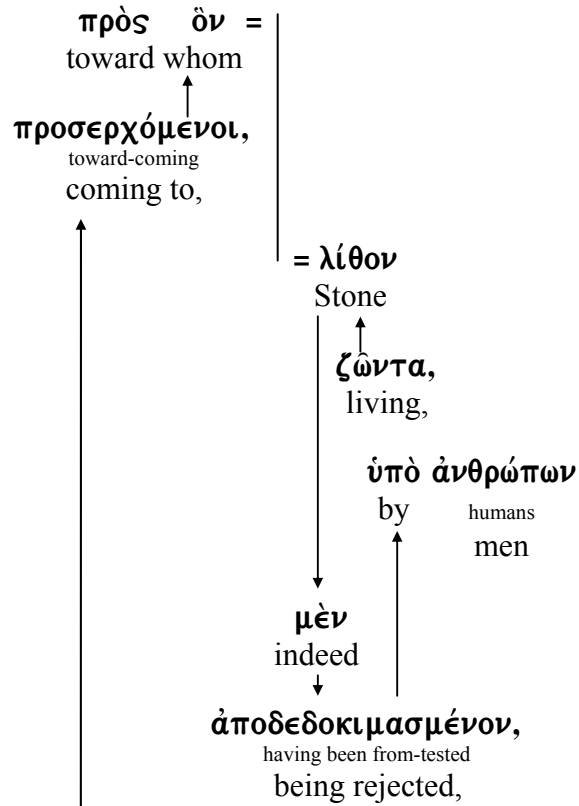 πρὸς ὃν =
toward whom
προσερχόμενοι,
toward-coming
coming to,
= λίθον
Stone
ζῶντα,
living,
ὑπὸ ἀνθρώπων
by humans
men
μὲν
indeed
ἀποδεδοκιμασμένον,
having been from-tested
being rejected,